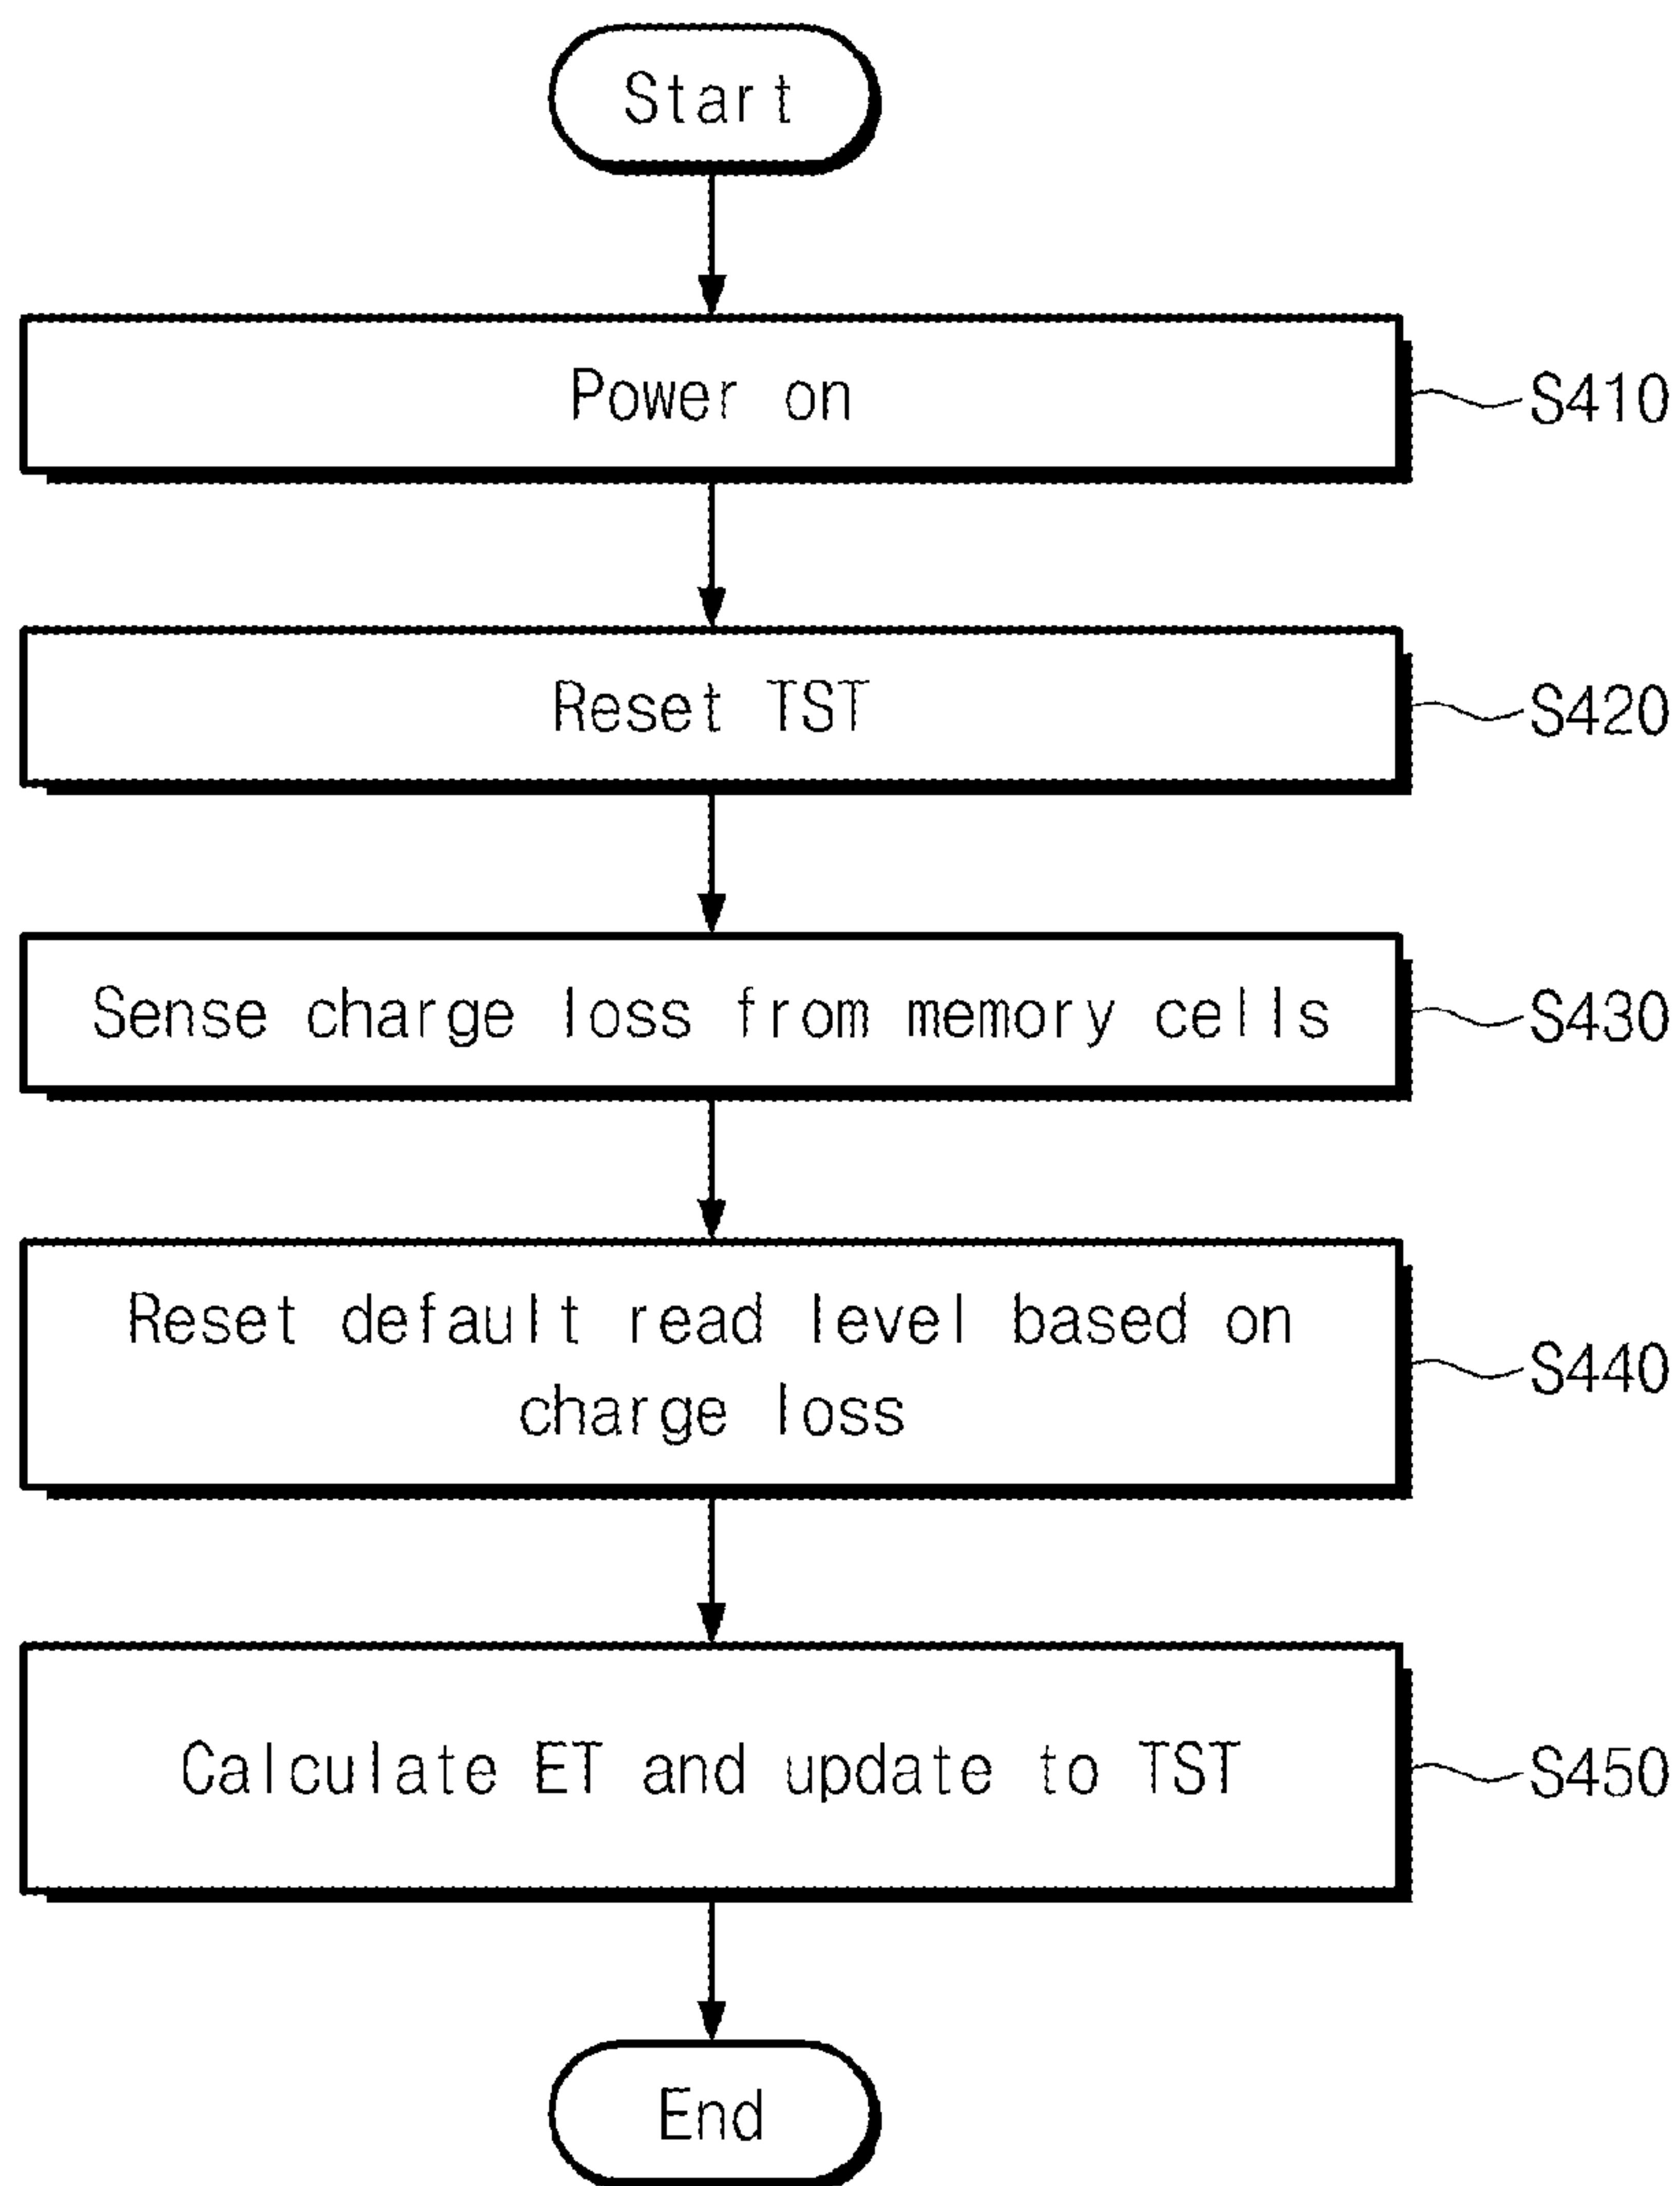 Start
Power on
S410
Reset TST
S420
Sense charge loss from memory cells
S430
Reset default read level based on
charge loss
S440
Calculate ET and update to TST
S450
End